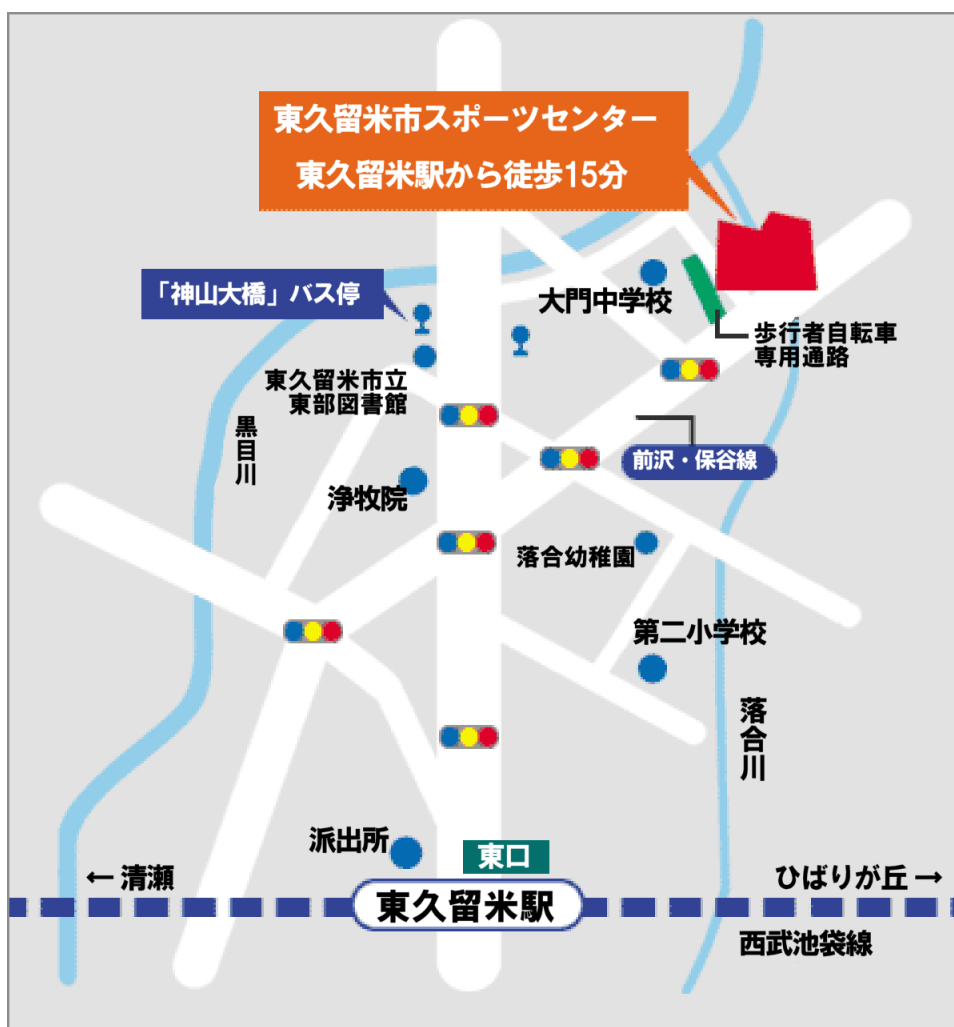 東久留米市スポーツセンター
東久留米駅から徒歩15分
「神山大橋」バス停
大門中学校
歩行者自転車
専用通路
東久留米市立
東部図書館
黒目川
前沢・保谷線
浄牧院
落合幼稚園
第二小学校
落合川
派出所
東口
←清瀬
ひばりが丘→
東久留米駅
西武池袋線